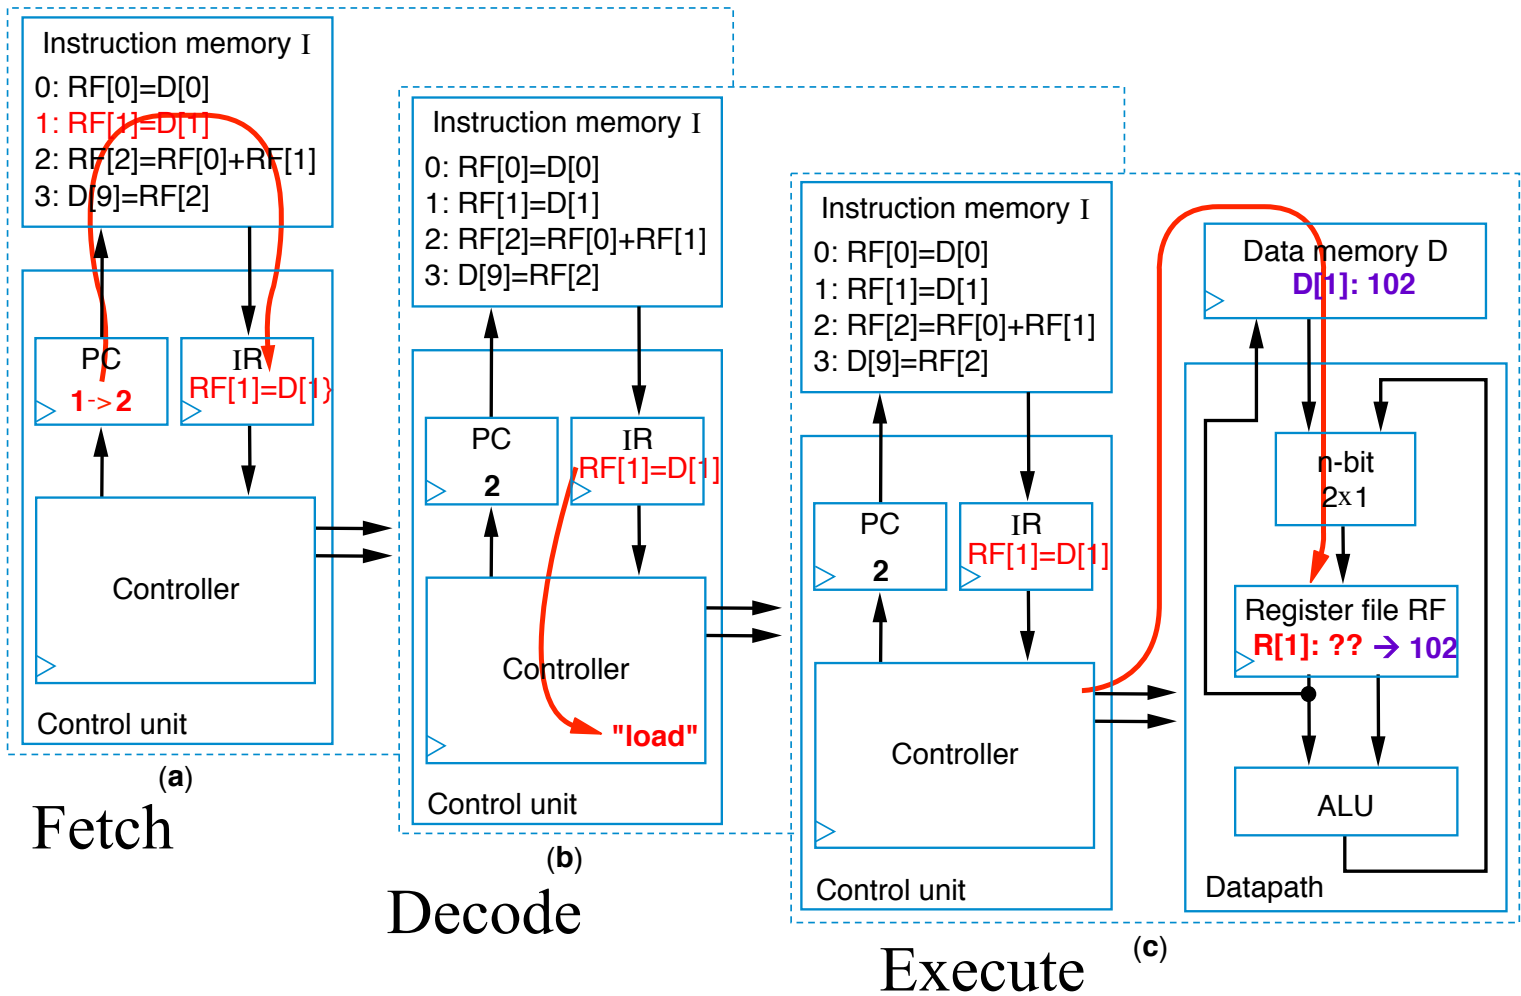 Instruction memory I
0: RF[0]=D[0]
1: RF[1]=D[1]
2: RF[2]=RF[0]+RF[1]
3: D[9]=RF[2]
PC
1->2
IR
RF[1]=D[1}
Controller
Control unit
(a)
Fetch
Instruction memory I
0: RF[0]=D[0]
1: RF[1]=D[1]
2: RF[2]=RF[0]+RF[1]
3: D[9]=RF[2]
PC
2
IR
RF[1]=D[1]
Controller
"load"
Control unit
(b)
Decode
Instruction memory I
0: RF[0]=D[0]
1: RF[1]=D[1]
2: RF[2]=RF[0]+RF[1]
3: D[9]=RF[2]
PC
2
IR
RF[1]=D[1]
Controller
Control unit
Data memory D
D[1]: 102
n-bit
2x1
Register file RF
R[1]: ?? → 102
ALU
Datapath
(c)
Execute